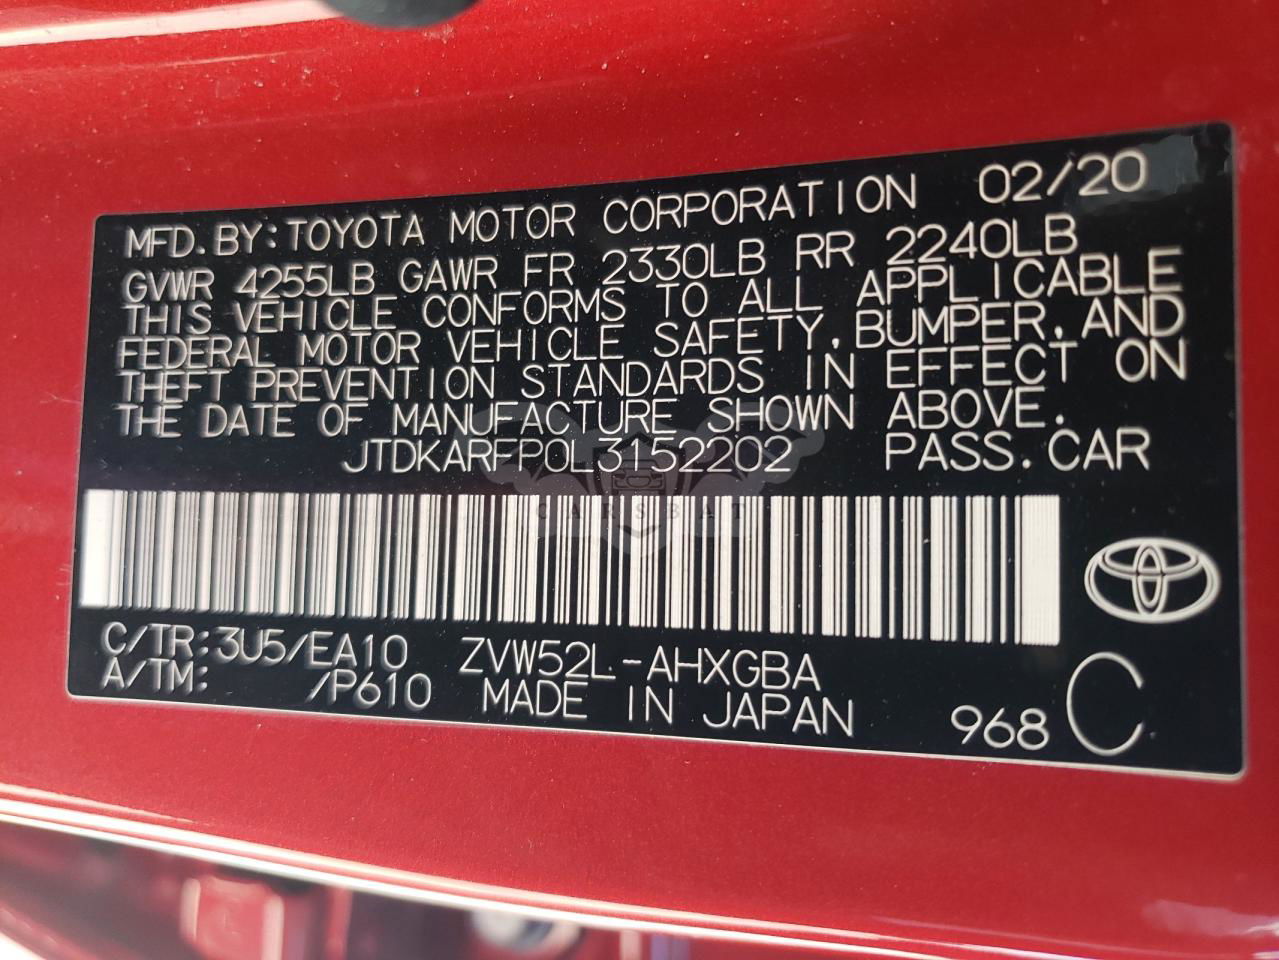 MFD.BY:TOYOTA MOTOR CORPORATION 02/20
GVWR 4255LB GAWR FR 2330LB RR 2240LB
THIS VEHICLE CONFORMS TO ALL APPLICABLE
FEDERAL MOTOR VEHICLE SAFETY,BUMPER,AND
THEFT PREVENTION STANDARDS IN EFFECT ON
THE DATE OF MANUFACTURE SHOWN ABOVE.
JTDKARFP0L3152202 PASS.CAR
CARSBAT
C/TR:3U5/EA10 ZVW52L-AHXGBA
A/TM: /P610 MADE IN JAPAN 968 C